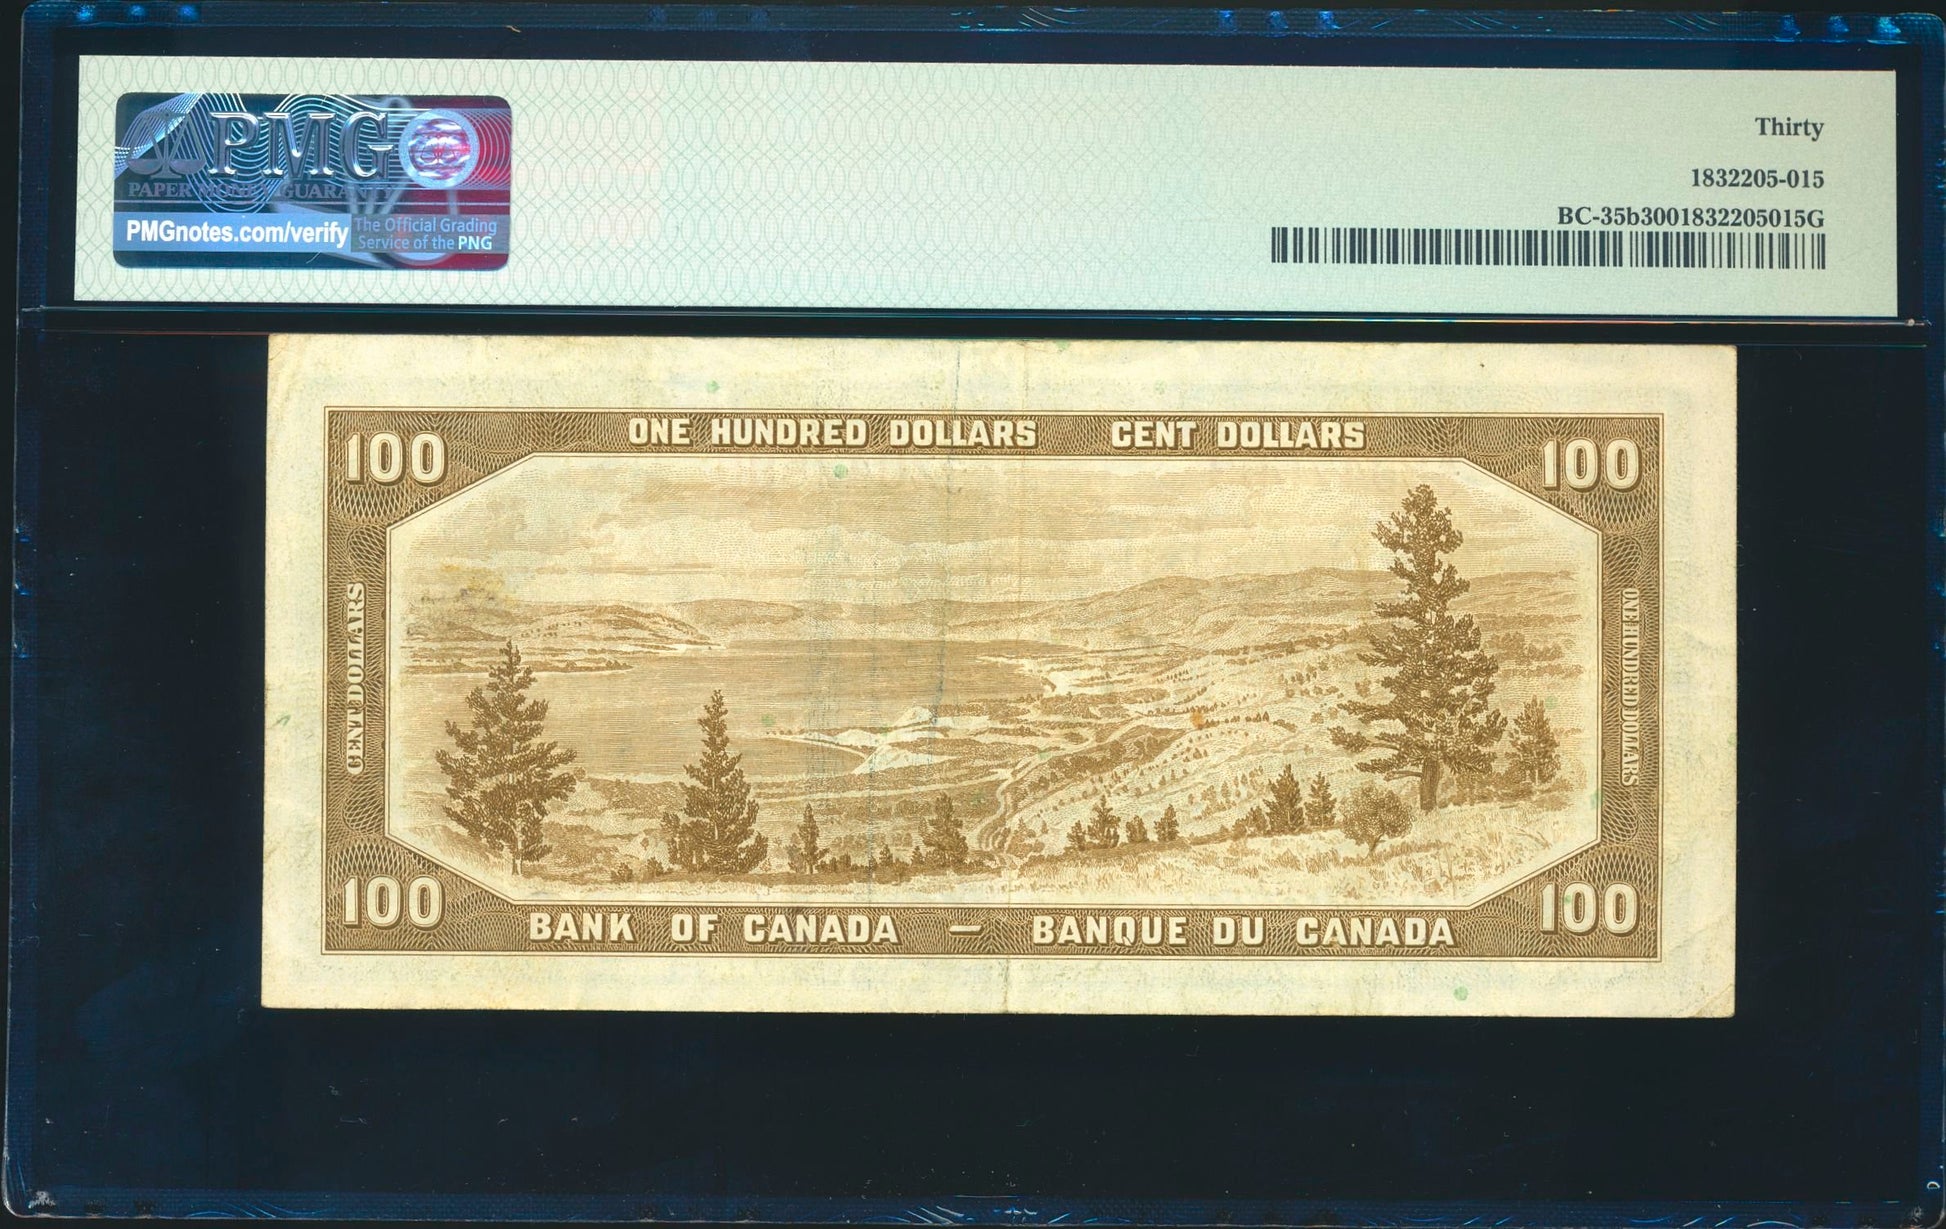 PMG
PAPER MONEY GUARANTY
PMGnotes.com/verify
The Official Grading
Service of the PNG
Thirty
1832205-015
BC-35b3001832205015G
ONE HUNDRED DOLLARS CENT DOLLARS
100
100
CENT DOLLARS
ONE HUNDRED DOLLARS
100
100
BANK OF CANADA — BANQUE DU CANADA